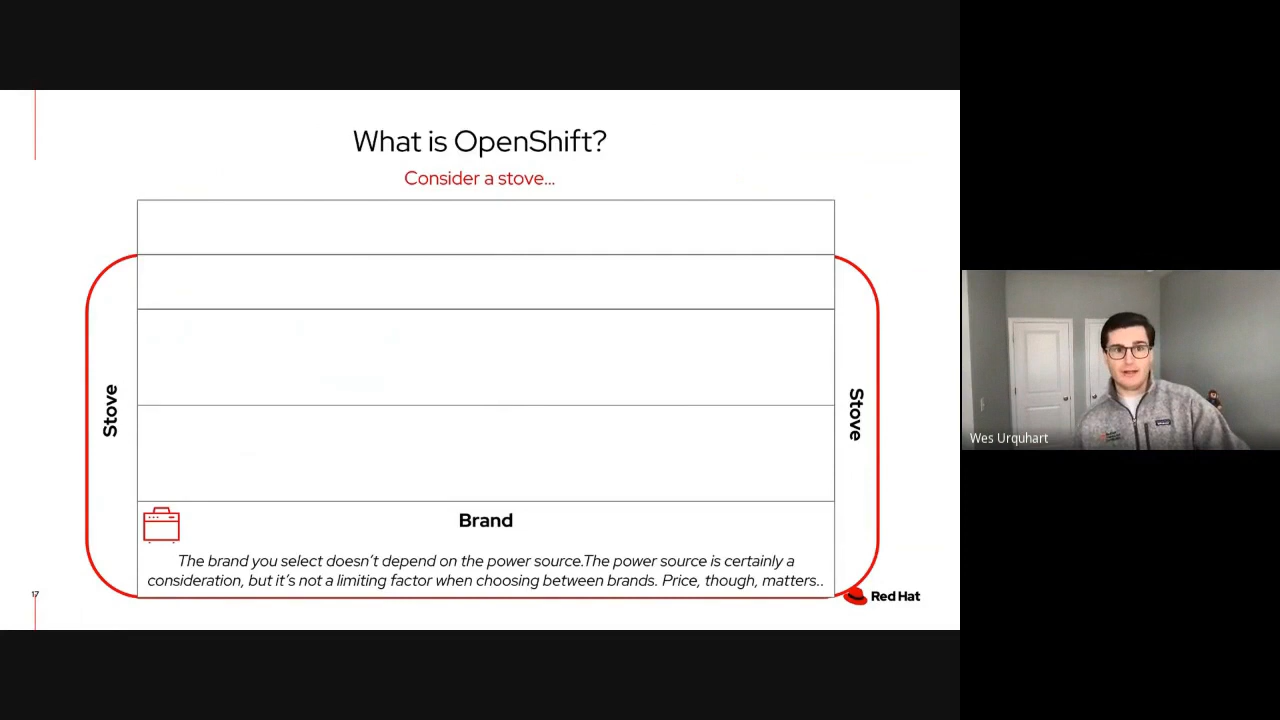 What is OpenShift?
Consider a stove...
Stove
Stove
Brand
The brand you select doesn't depend on the power source.The power source is certainly a
consideration, but it's not a limiting factor when choosing between brands. Price, though, matters..
17
Red Hat
Wes Urquhart